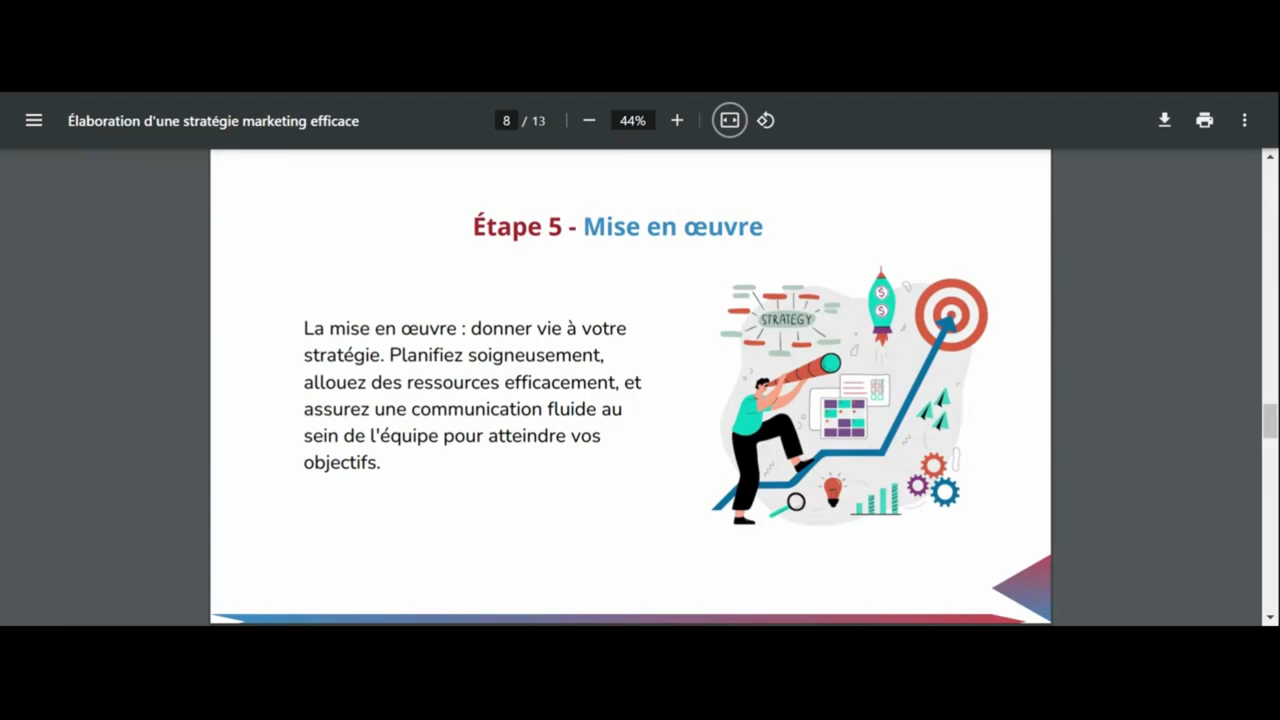 Élaboration d'une stratégie marketing efficace
8 / 13
44%
Étape 5 - Mise en œuvre
La mise en œuvre : donner vie à votre
stratégie. Planifiez soigneusement,
allouez des ressources efficacement, et
assurez une communication fluide au
sein de l'équipe pour atteindre vos
objectifs.
STRATEGY
$
$